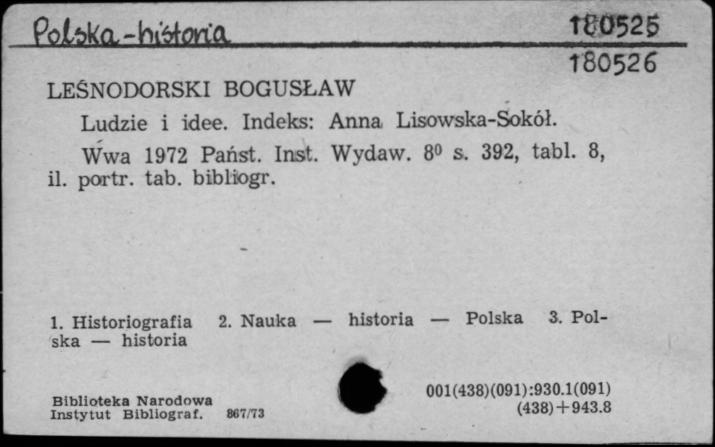 Polska-historia 180525
180526
LEŚNODORSKI BOGUSŁAW
Ludzie i idee. Indeks: Anna Lisowska-Sokół.
Wwa 1972 Państ. Inst. Wydaw. 8⁰ s. 392, tabl. 8,
il. portr. tab. bibliogr.
1. Historiografia 2. Nauka — historia — Polska 3. Pol-
ska — historia
Biblioteka Narodowa
Instytut Bibliograf. 867/73
001(438)(091):930.1(091)
(438)+943.8